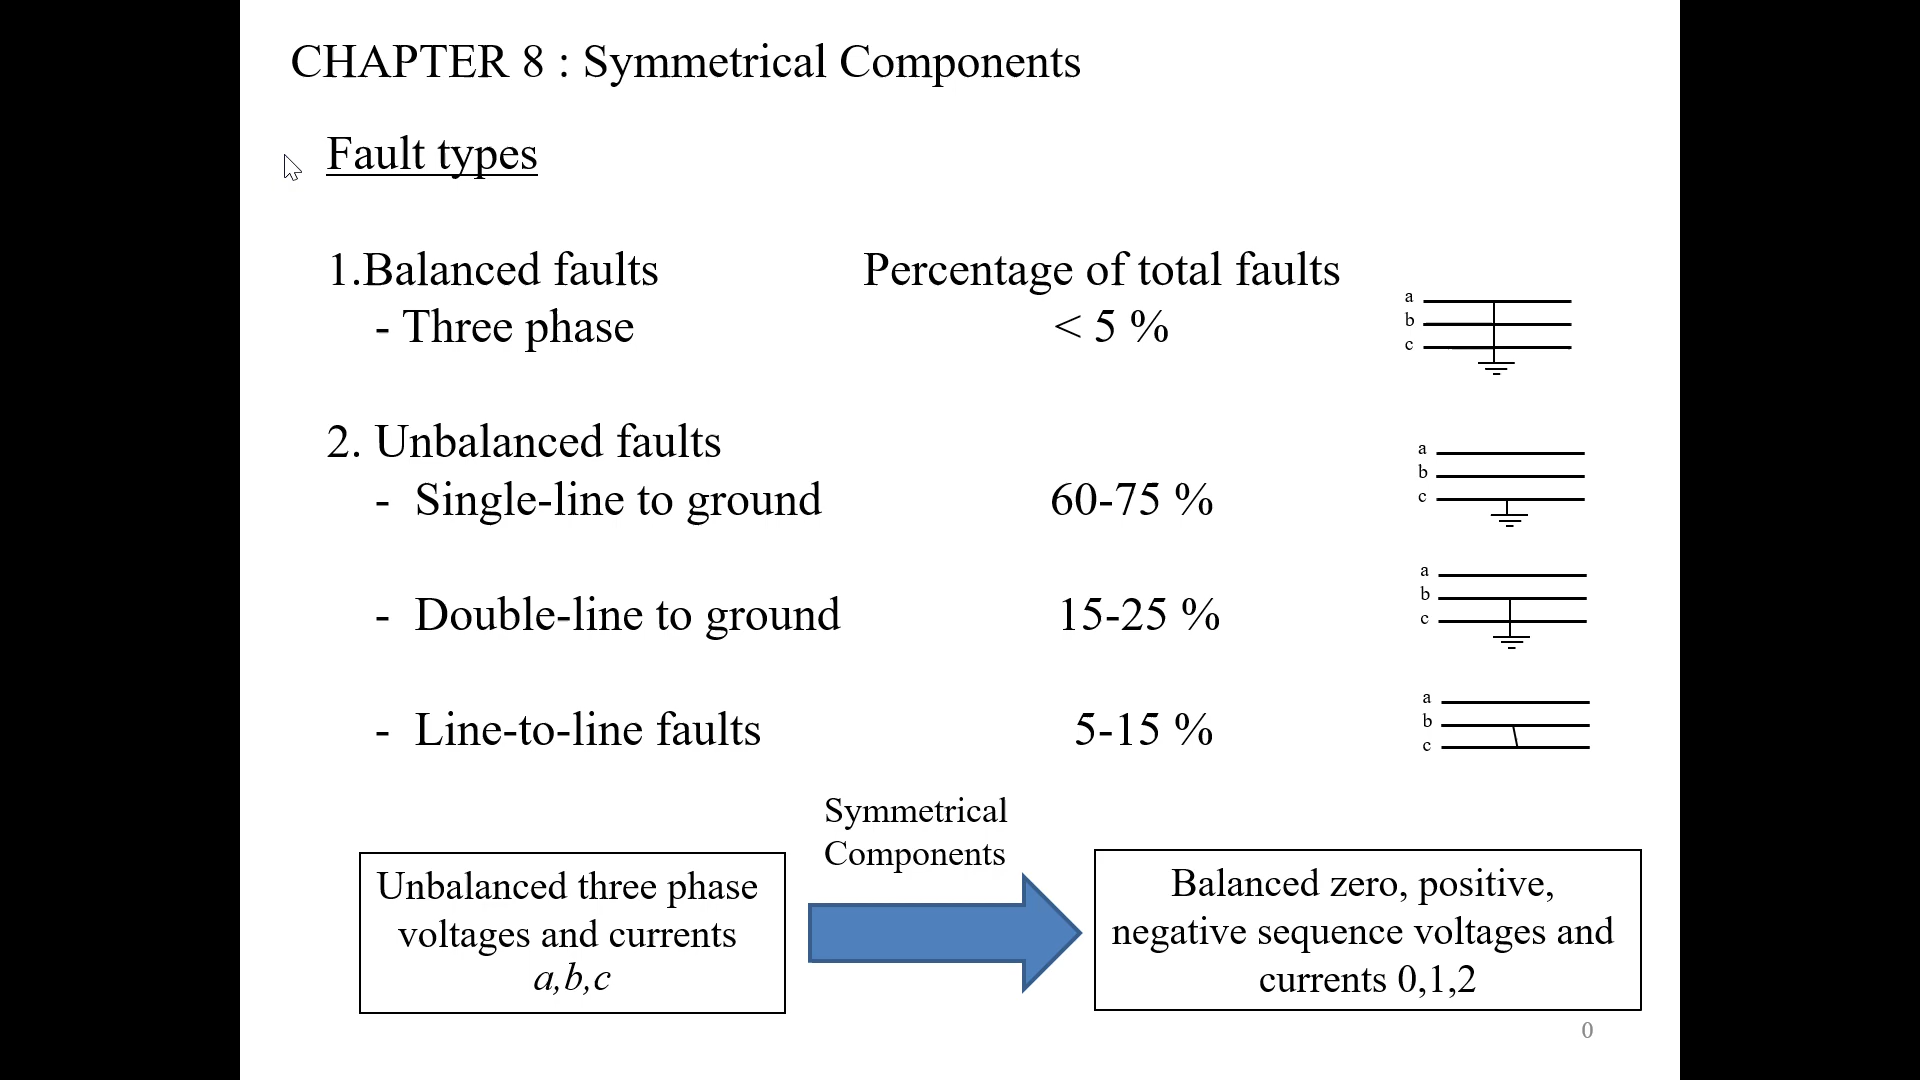 CHAPTER 8 : Symmetrical Components
Fault types
1.Balanced faults Percentage of total faults
- Three phase < 5 %
a
b
c
2. Unbalanced faults
- Single-line to ground 60-75 %
a
b
c
- Double-line to ground 15-25 %
a
b
c
- Line-to-line faults 5-15 %
a
b
c
Symmetrical
Components
Unbalanced three phase
voltages and currents
a,b,c
Balanced zero, positive,
negative sequence voltages and
currents 0,1,2
0